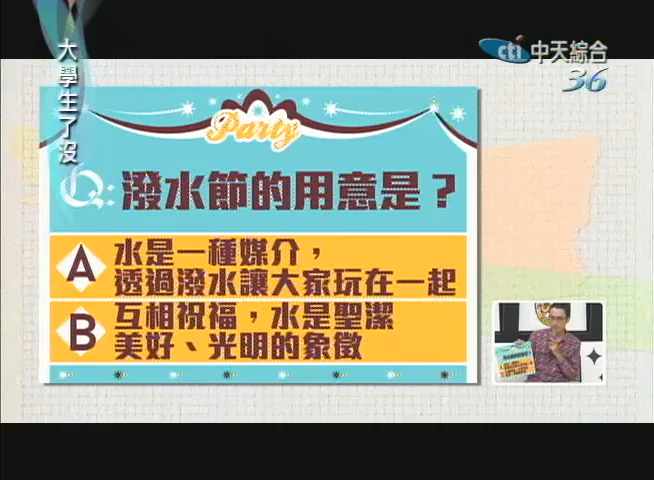 大學生了沒
cti 中天綜合
36
Party
Q:潑水節的用意是？
A 水是一種媒介，
透過潑水讓大家玩在一起
B 互相祝福，水是聖潔
美好、光明的象徵